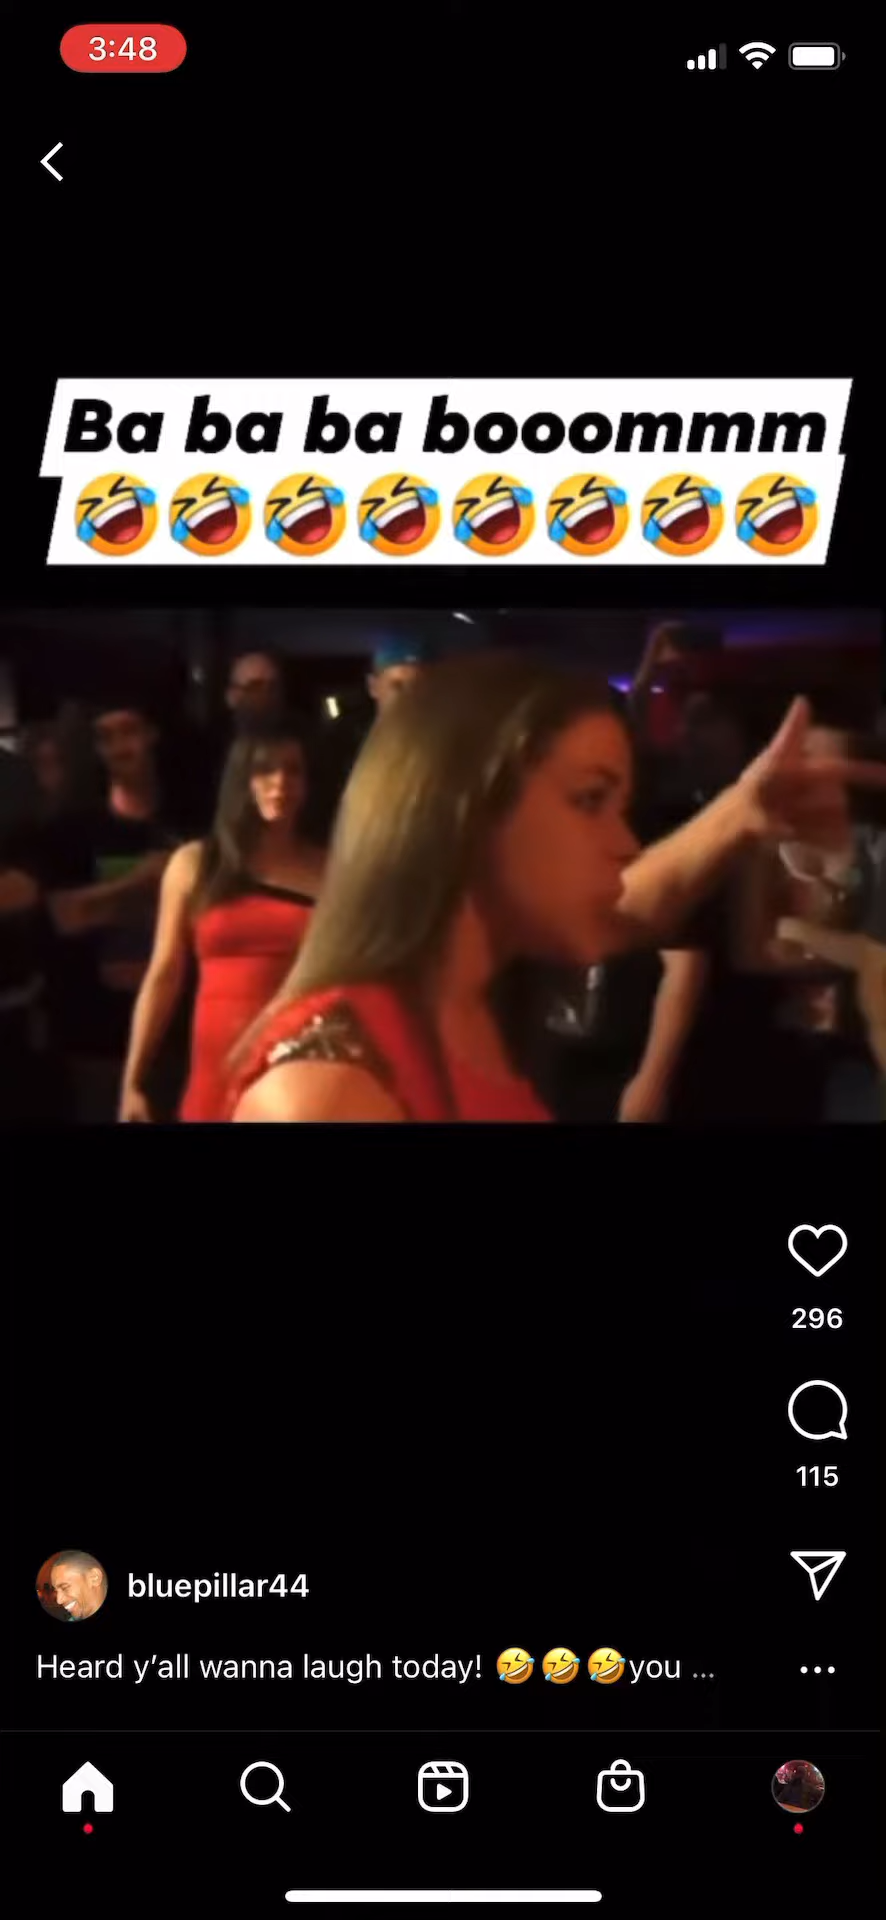 3:48
Ba ba ba booommm
🤣🤣🤣🤣🤣🤣🤣🤣
296
115
bluepillar44
Heard y’all wanna laugh today! 🤣🤣🤣you ...